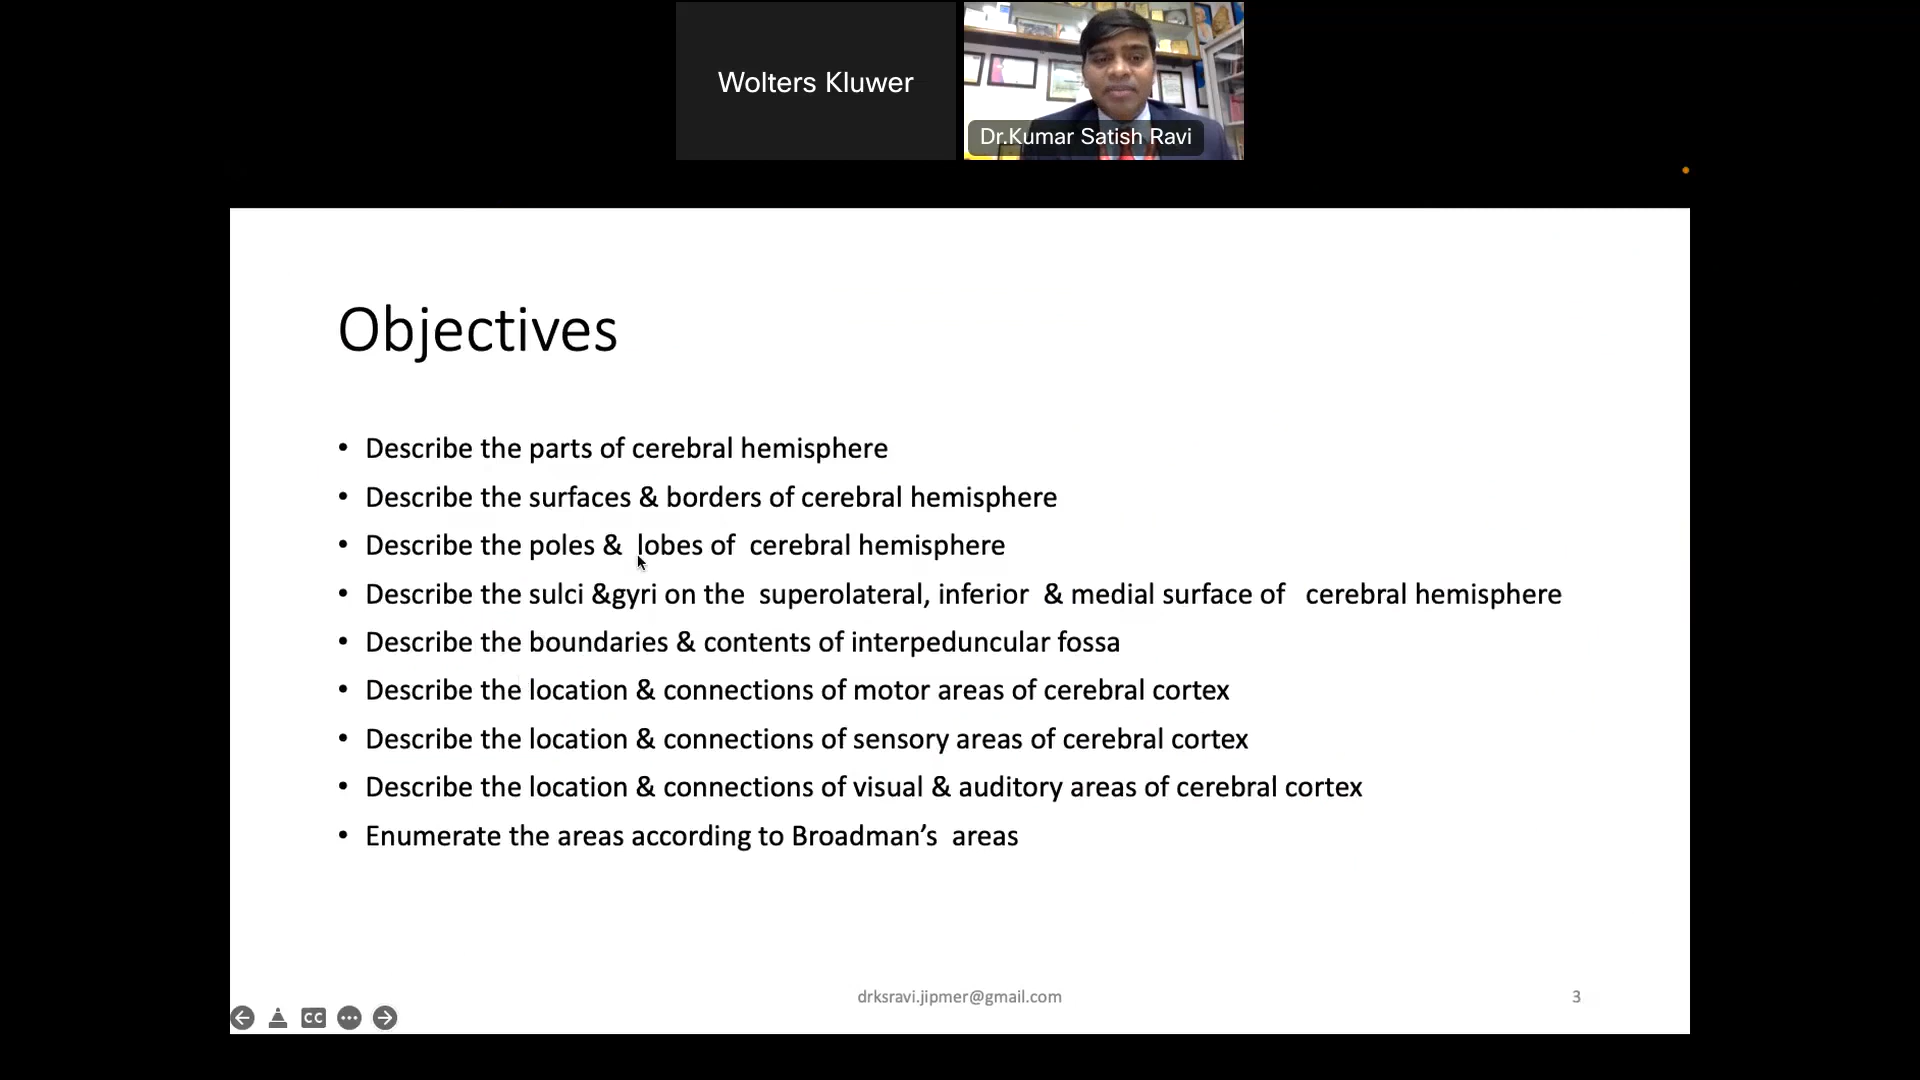 Wolters Kluwer
Dr.Kumar Satish Ravi
Objectives
• Describe the parts of cerebral hemisphere
• Describe the surfaces & borders of cerebral hemisphere
• Describe the poles &  lobes of  cerebral hemisphere
• Describe the sulci &gyri on the  superolateral, inferior  & medial surface of   cerebral hemisphere
• Describe the boundaries & contents of interpeduncular fossa
• Describe the location & connections of motor areas of cerebral cortex
• Describe the location & connections of sensory areas of cerebral cortex
• Describe the location & connections of visual & auditory areas of cerebral cortex
• Enumerate the areas according to Broadman’s  areas
drksravi.jipmer@gmail.com
3
CC